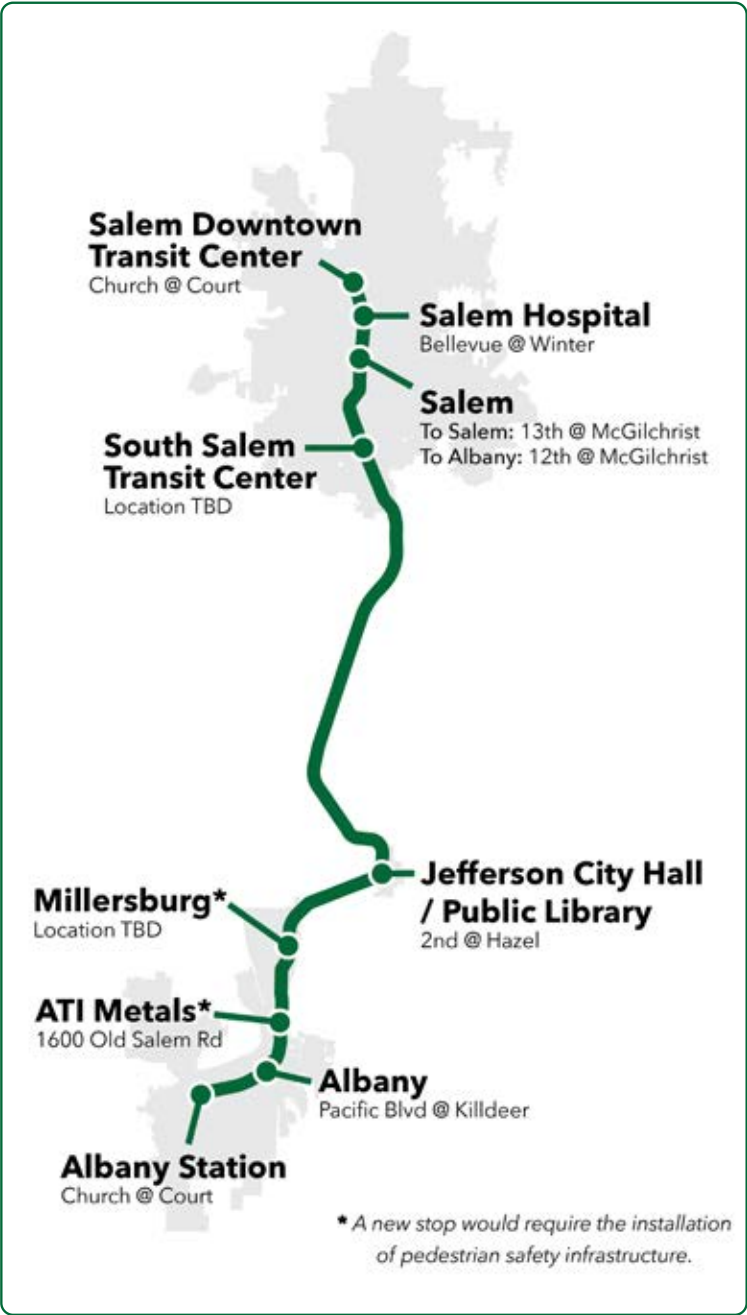 Salem Downtown
Transit Center
Church @ Court
Salem Hospital
Bellevue @ Winter
Salem
To Salem: 13th @ McGilchrist
To Albany: 12th @ McGilchrist
South Salem
Transit Center
Location TBD
Jefferson City Hall
/ Public Library
2nd @ Hazel
Millersburg*
Location TBD
ATI Metals*
1600 Old Salem Rd
Albany
Pacific Blvd @ Killdeer
Albany Station
Church @ Court
* A new stop would require the installation
of pedestrian safety infrastructure.